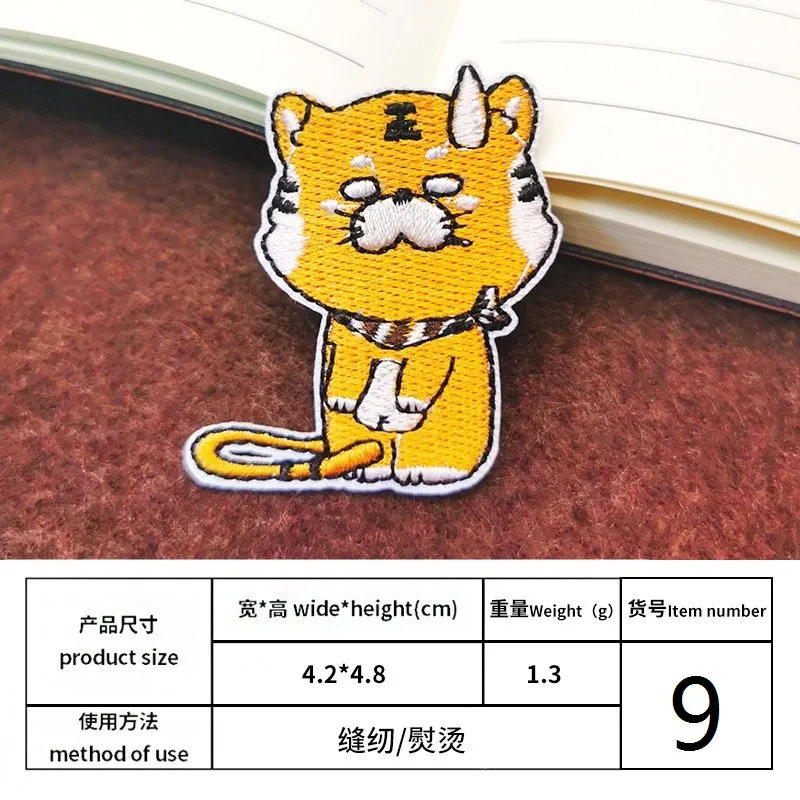 产品尺寸
product size
宽*高 wide*height(cm)
重量Weight（g）
货号Item number
4.2*4.8
1.3
9
使用方法
method of use
缝纫/熨烫